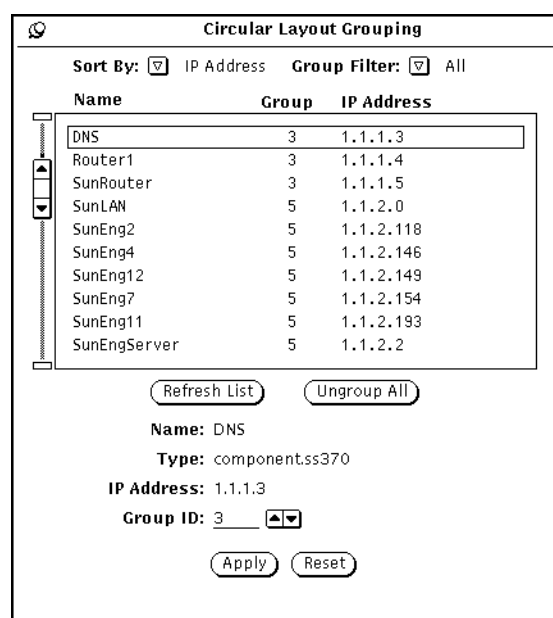 Circular Layout Grouping
Sort By: IP Address Group Filter: All
Name Group IP Address
DNS 3 1.1.1.3
Router1 3 1.1.1.4
SunRouter 3 1.1.1.5
SunLAN 5 1.1.2.0
SunEng2 5 1.1.2.118
SunEng4 5 1.1.2.146
SunEng12 5 1.1.2.149
SunEng7 5 1.1.2.154
SunEng11 5 1.1.2.193
SunEngServer 5 1.1.2.2
Refresh List Ungroup All
Name: DNS
Type: component.ss370
IP Address: 1.1.1.3
Group ID: 3
Apply Reset